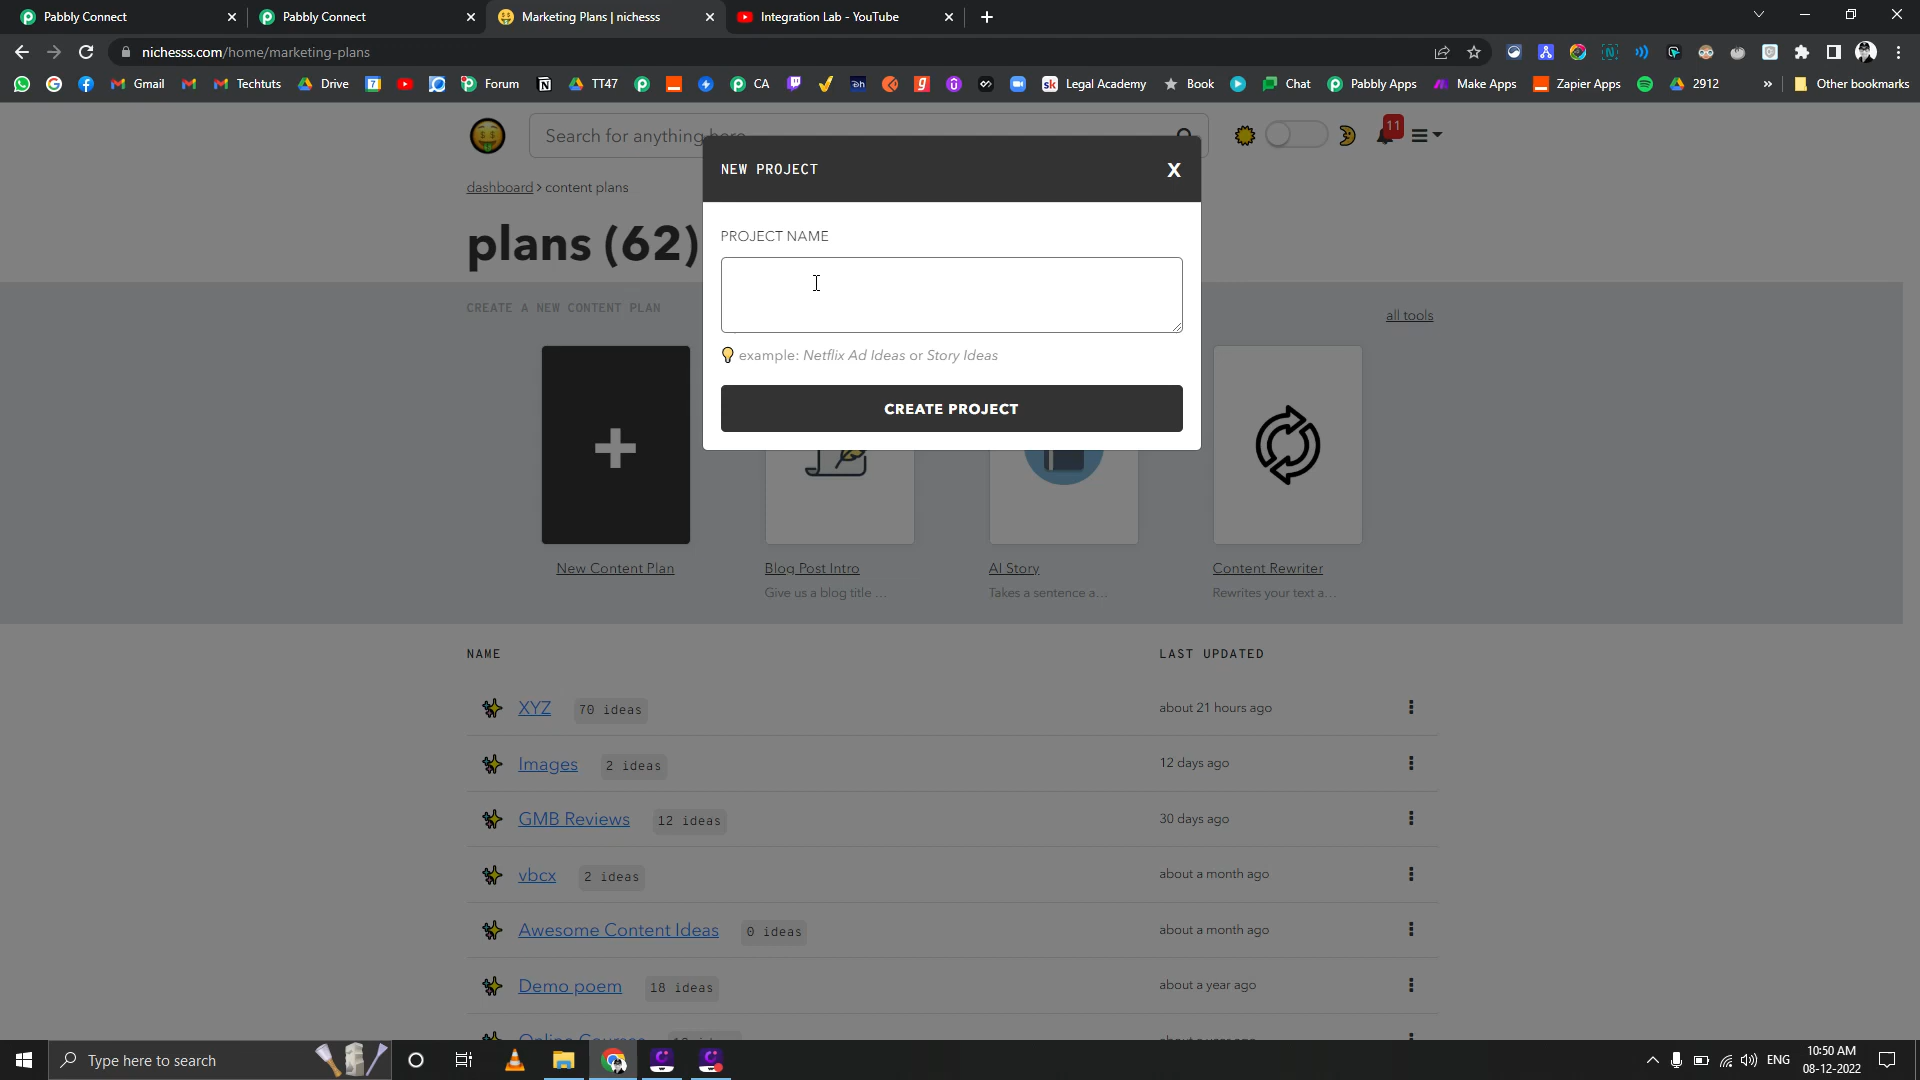 Pabbly Connect
Pabbly Connect
Marketing Plans | nichesss
Integration Lab - YouTube
nichesss.com/home/marketing-plans
Gmail
Techtuts
Drive
7
Forum
TT47
CA
sk Legal Academy
Book
Chat
Pabbly Apps
Make Apps
Zapier Apps
2912
»
Other bookmarks
Search for anything here
11
dashboard > content plans
plans (62)
NEW PROJECT
X
PROJECT NAME
example: Netflix Ad Ideas or Story Ideas
CREATE PROJECT
CREATE A NEW CONTENT PLAN
all tools
New Content Plan
Blog Post Intro
Give us a blog title ...
AI Story
Takes a sentence a...
Content Rewriter
Rewrites your text a...
NAME
LAST UPDATED
XYZ 70 ideas about 21 hours ago
Images 2 ideas 12 days ago
GMB Reviews 12 ideas 30 days ago
vbcx 2 ideas about a month ago
Awesome Content Ideas 0 ideas about a month ago
Demo poem 18 ideas about a year ago
Type here to search
ENG
10:50 AM
08-12-2022